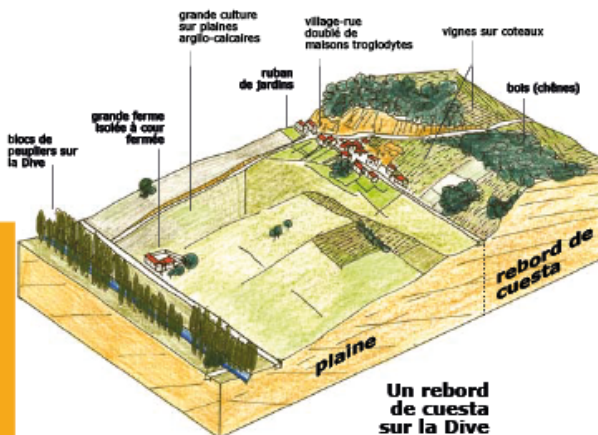 grande culture
sur plaines
argilo-calcaires
village-rue
doublé de
maisons troglodytes
vignes sur coteaux
ruban
de jardins
bois (chênes)
grande ferme
isolée à cour
fermée
blocs de
peupliers sur
la Dive
rebord de
cuesta
plaine
Un rebord
de cuesta
sur la Dive